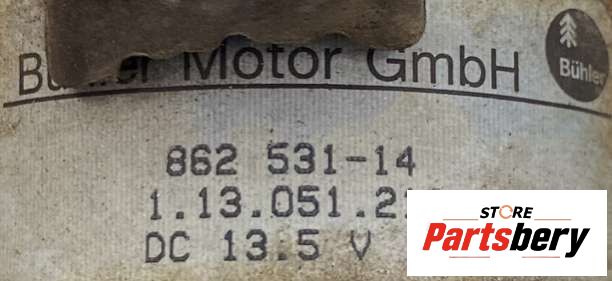 Motor GmbH
Bühler
862 531-14
1.13.051.2
DC 13.5 V
STORE
Partsbery